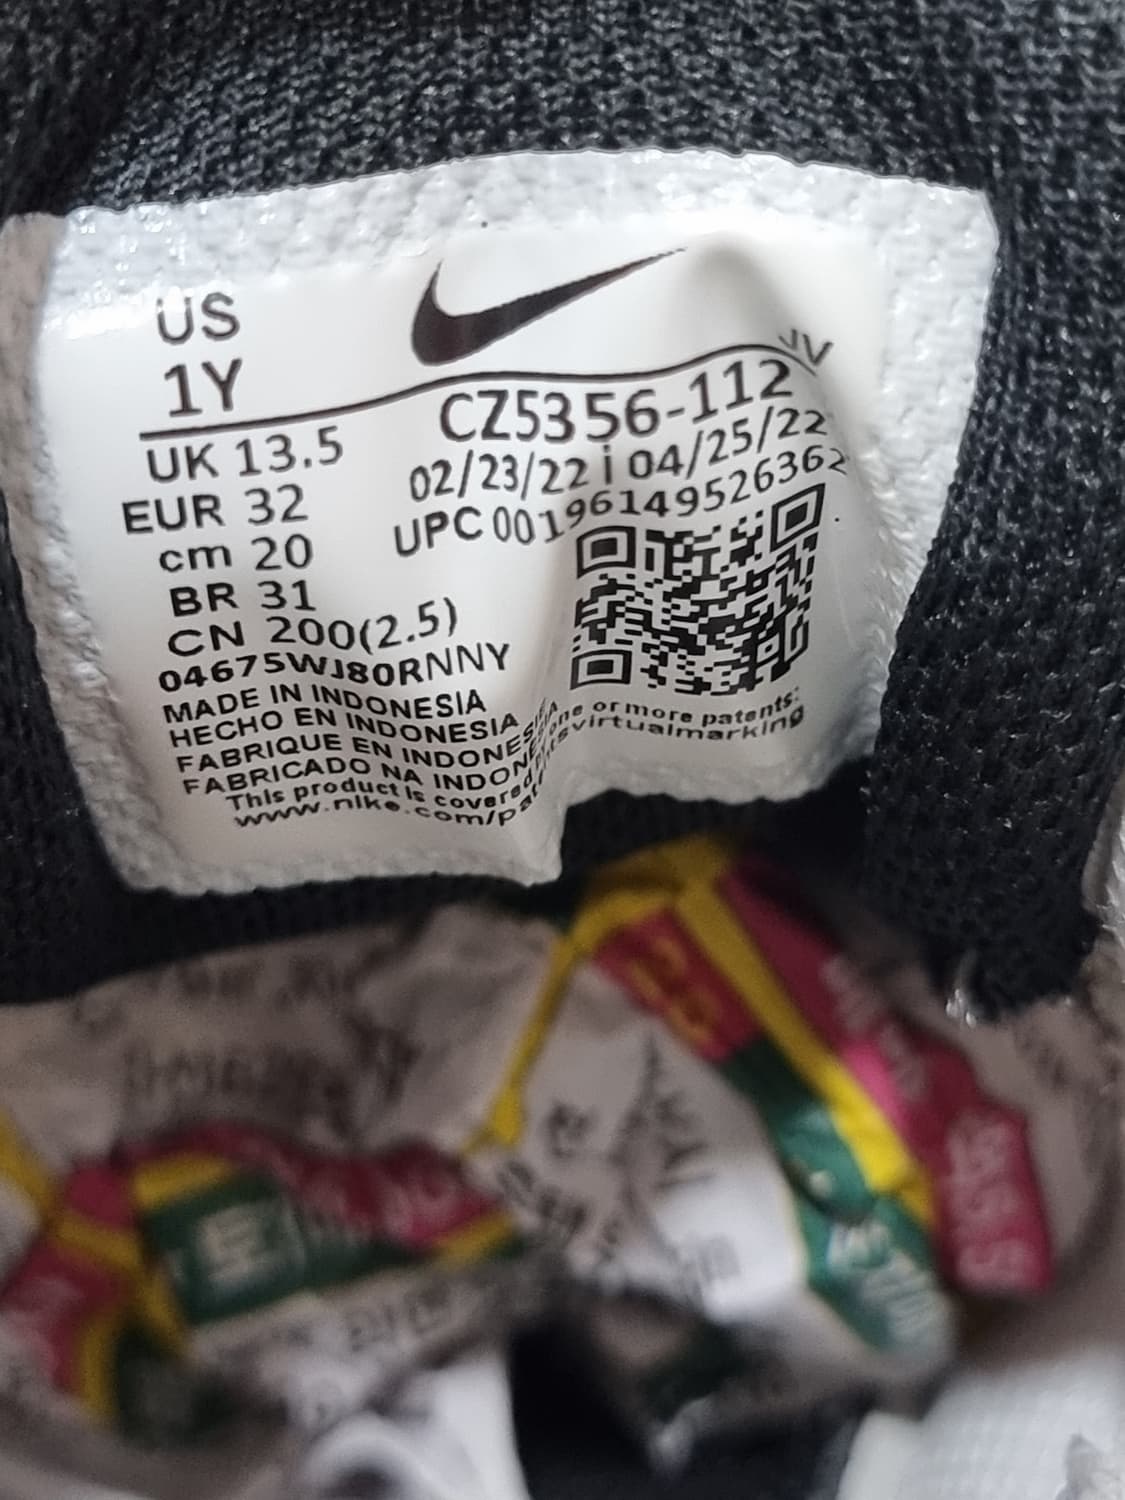 US
1Y
UK 13.5
EUR 32
cm 20
BR 31
CN 200(2.5)
04675WJ80RNNY
MADE IN INDONESIA
HECHO EN INDONESIA
FABRIQUE EN INDONESIE
FABRICADO NA INDONESIA
This product is covered by one or more patents:
www.nike.com/patentsvirtualmarking
VV
CZ5356-112
02/23/22 i 04/25/22
UPC 00196149526362